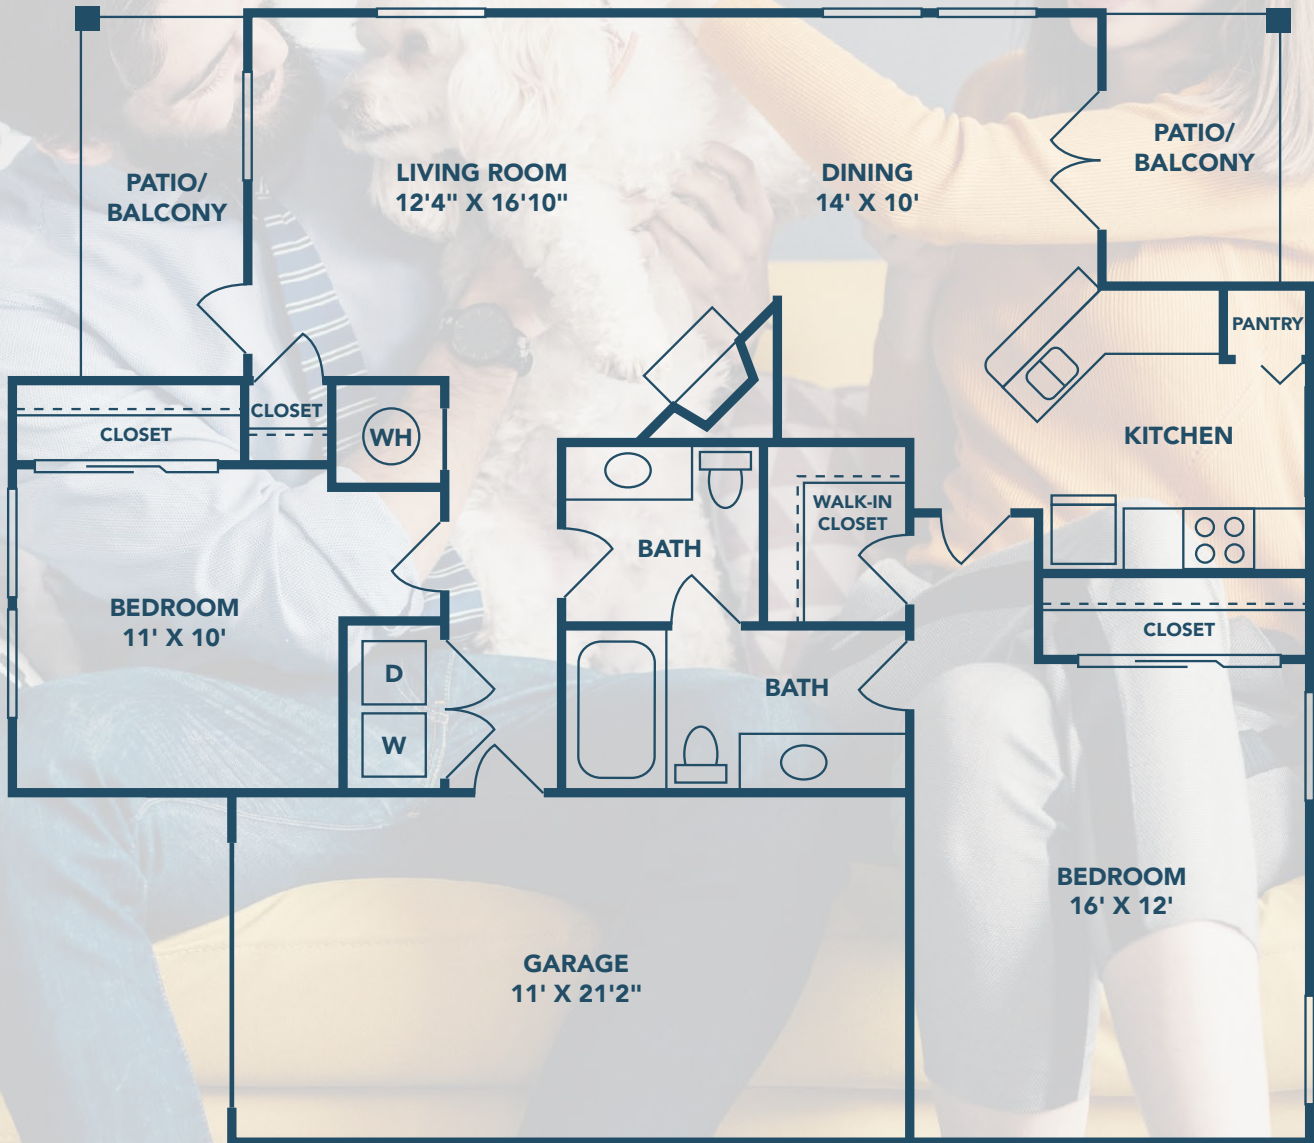 PATIO/
BALCONY
LIVING ROOM
12'4" X 16'10"
DINING
14' X 10'
PATIO/
BALCONY
PANTRY
CLOSET
CLOSET
WH
KITCHEN
WALK-IN
CLOSET
BATH
BEDROOM
11' X 10'
CLOSET
D
W
BATH
BEDROOM
16' X 12'
GARAGE
11' X 21'2"